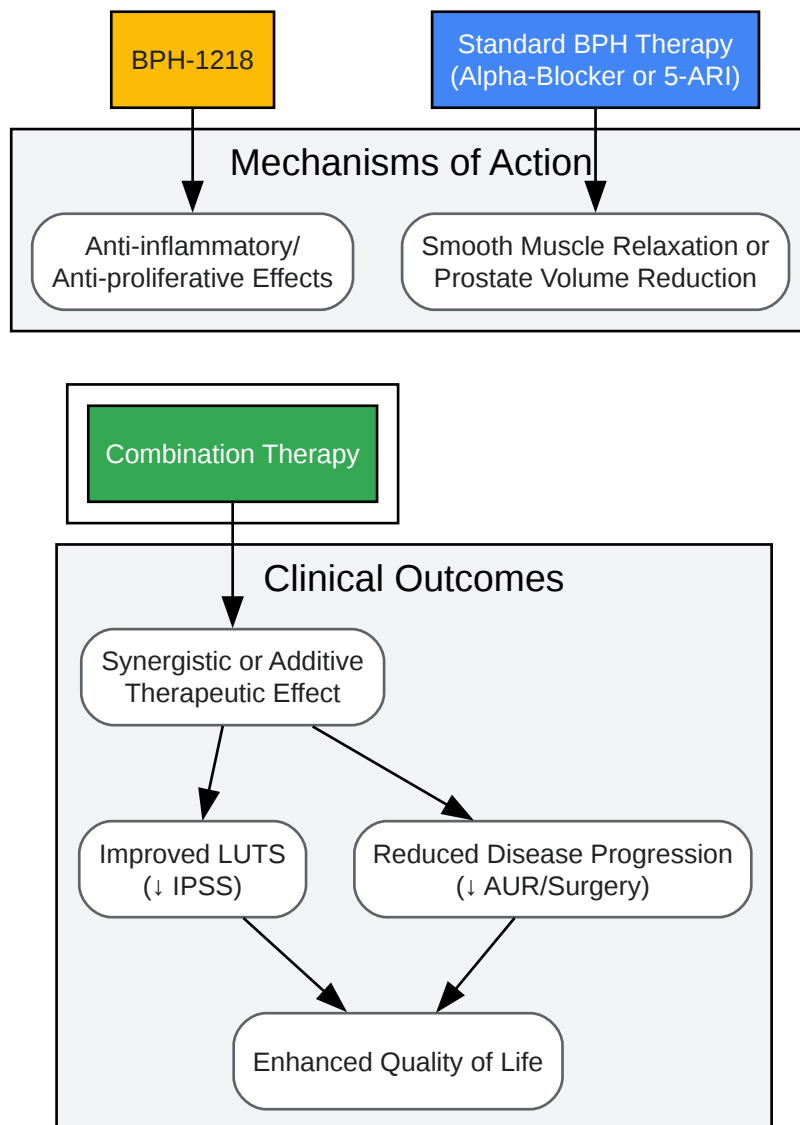 BPH-1218
Standard BPH Therapy
(Alpha-Blocker or 5-ARI)
Mechanisms of Action
Anti-inflammatory/
Anti-proliferative Effects
Smooth Muscle Relaxation or
Prostate Volume Reduction
Combination Therapy
Clinical Outcomes
Synergistic or Additive
Therapeutic Effect
Improved LUTS
(↓ IPSS)
Reduced Disease Progression
(↓ AUR/Surgery)
Enhanced Quality of Life